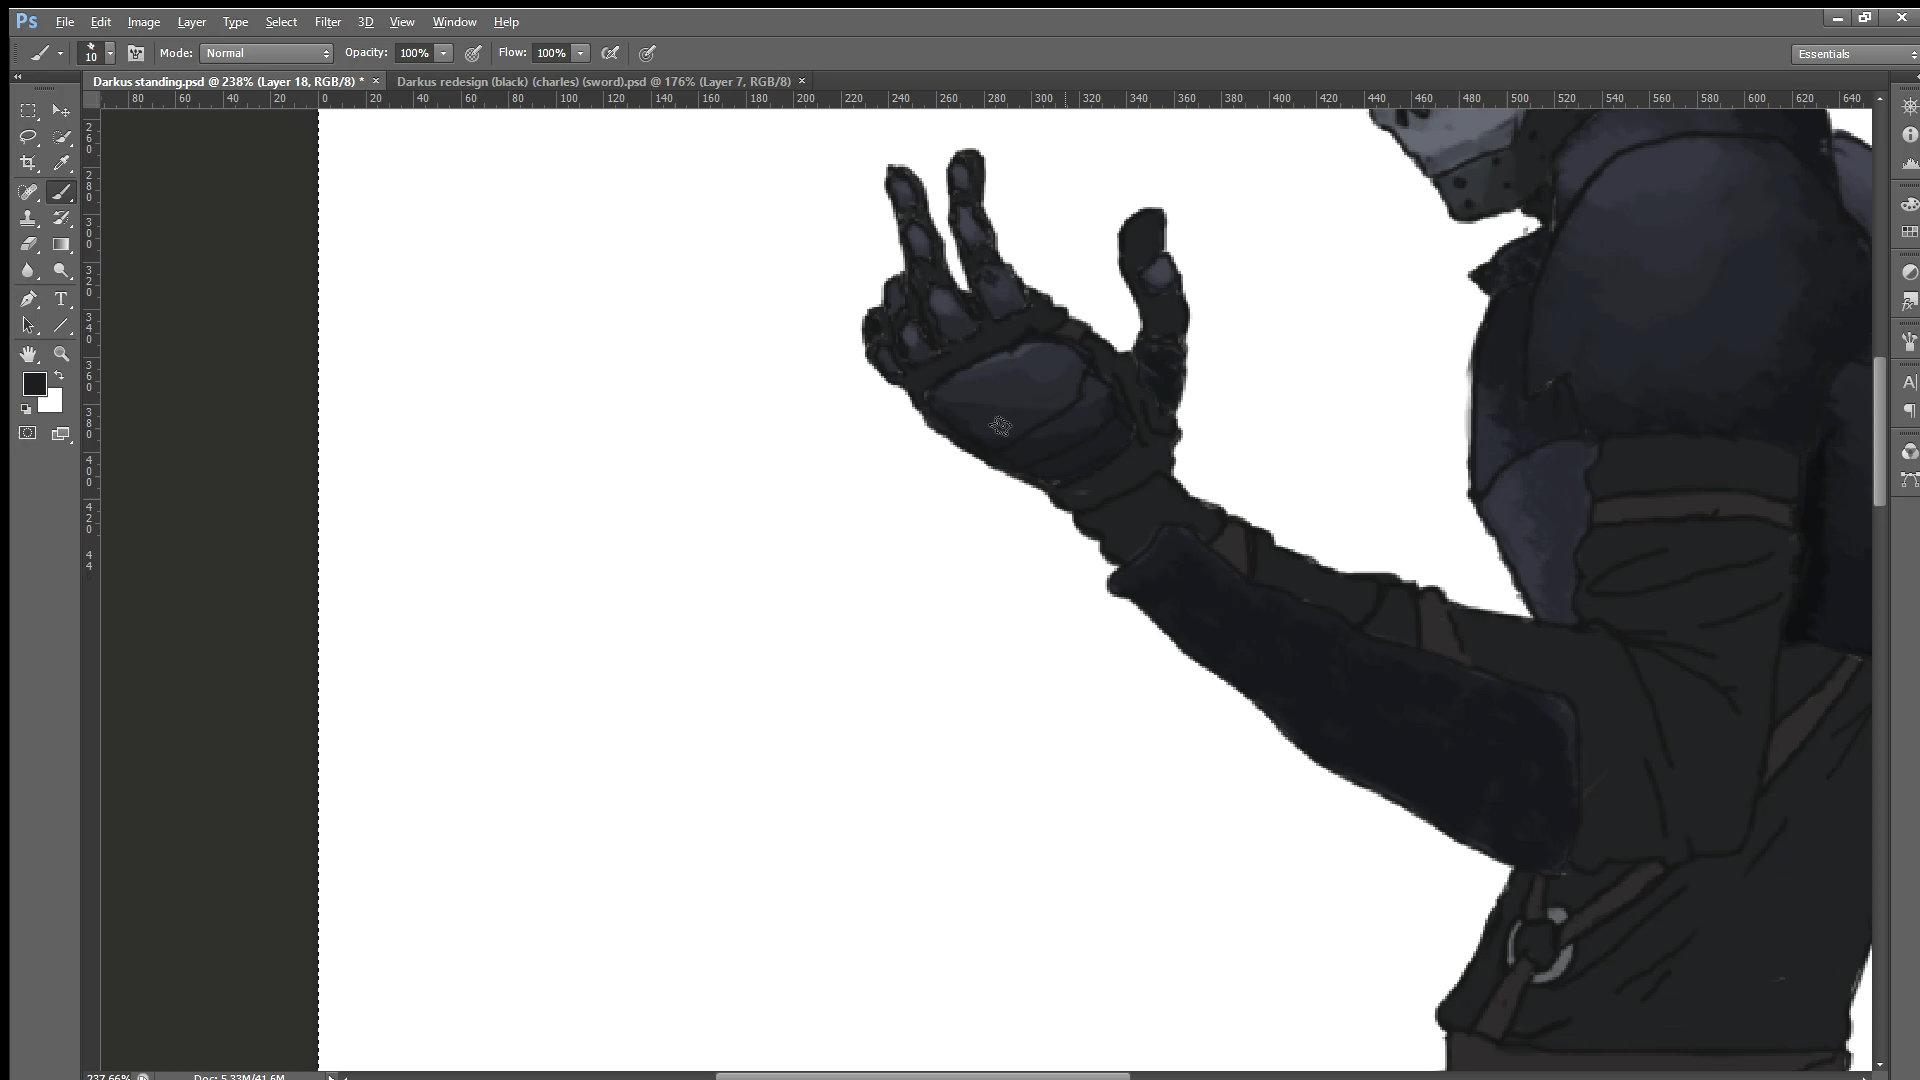 Ps File Edit Image Layer Type Select Filter 3D View Window Help
10 Mode: Normal Opacity: 100% Flow: 100% Essentials
Darkus standing.psd @ 238% (Layer 18, RGB/8) * × Darkus redesign (black) (charles) (sword).psd @ 176% (Layer 7, RGB/8) ×
80 60 40 20 0 20 40 60 80 100 120 140 160 180 200 220 240 260 280 300 320 340 360 380 400 420 440 460 480 500 520 540 560 580 600 620 640
260
280
300
320
340
360
380
400
420
44
T
A
237.66% Doc: 5.33M/41.6M